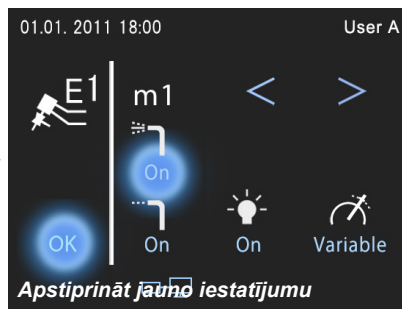 01.01. 2011 18:00 User A
E1
m1
< >
On
OK
On
On
Variable
Apstiprināt jauno iestatījumu